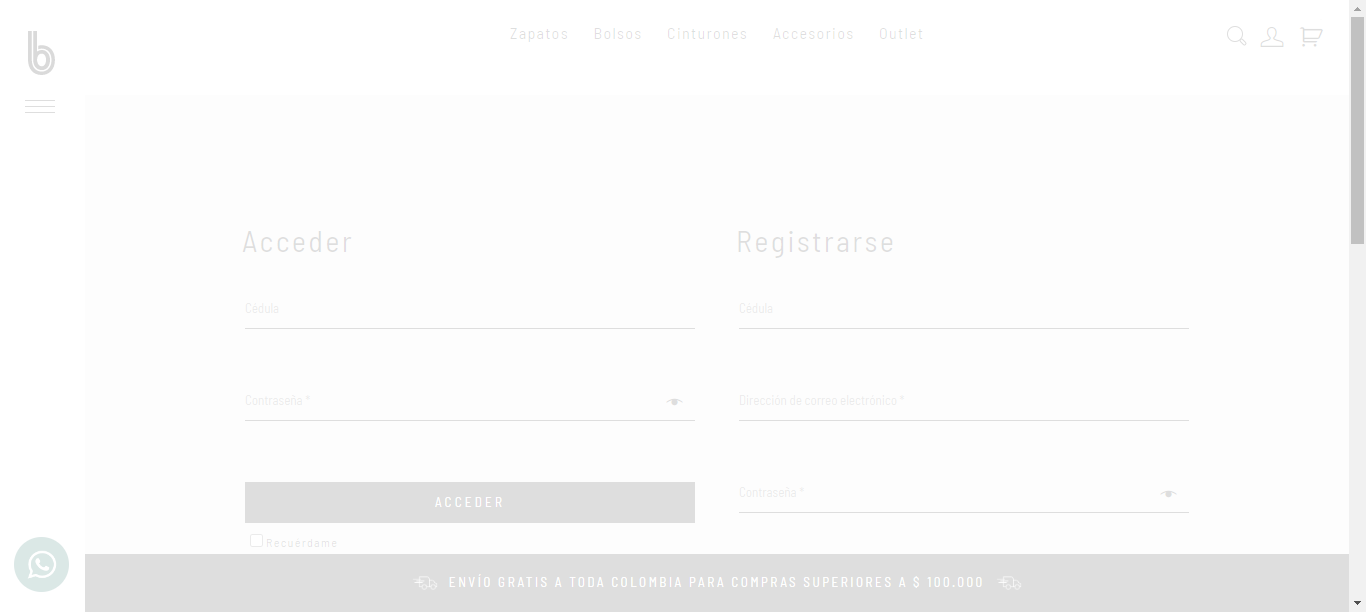 b
Zapatos Bolsos Cinturones Accesorios Outlet
Acceder
Registrarse
Cédula
Cédula
Contraseña *
Dirección de correo electrónico *
ACCEDER
Contraseña *
Recuérdame
ENVÍO GRATIS A TODA COLOMBIA PARA COMPRAS SUPERIORES A $ 100.000